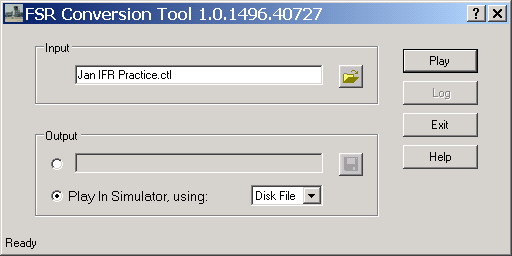 FSR Conversion Tool 1.0.1496.40727
Input
Jan IFR Practice.ctl
Play
Log
Exit
Help
Output
Play In Simulator, using:
Disk File
Ready